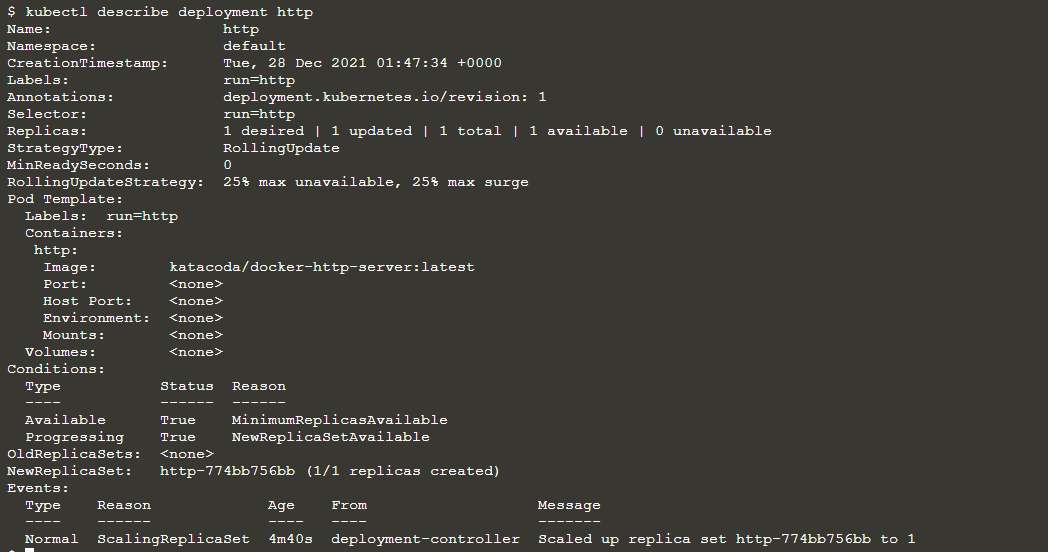 $ kubectl describe deployment http
Name:                   http
Namespace:              default
CreationTimestamp:      Tue, 28 Dec 2021 01:47:34 +0000
Labels:                 run=http
Annotations:            deployment.kubernetes.io/revision: 1
Selector:               run=http
Replicas:               1 desired | 1 updated | 1 total | 1 available | 0 unavailable
StrategyType:           RollingUpdate
MinReadySeconds:        0
RollingUpdateStrategy:  25% max unavailable, 25% max surge
Pod Template:
  Labels:  run=http
  Containers:
   http:
    Image:        katacoda/docker-http-server:latest
    Port:         <none>
    Host Port:    <none>
    Environment:  <none>
    Mounts:       <none>
  Volumes:        <none>
Conditions:
  Type           Status  Reason
  ----           ------  ------
  Available      True    MinimumReplicasAvailable
  Progressing    True    NewReplicaSetAvailable
OldReplicaSets:  <none>
NewReplicaSet:   http-774bb756bb (1/1 replicas created)
Events:
  Type    Reason             Age    From                   Message
  ----    ------             ----   ----                   -------
  Normal  ScalingReplicaSet  4m40s  deployment-controller  Scaled up replica set http-774bb756bb to 1
$